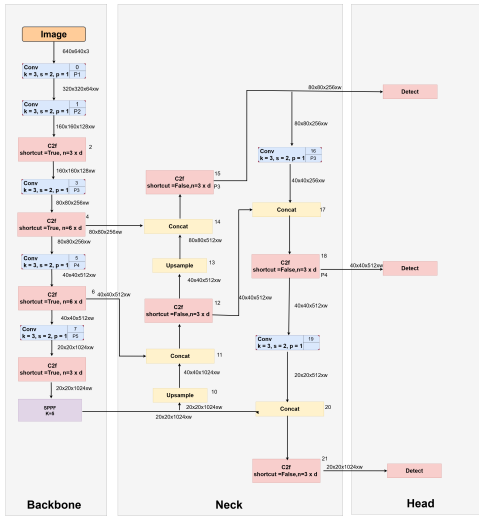 Image
640x640x3
Conv 0
k = 3, s = 2, p = 1 P1
320x320x64xw
Conv 1
k = 3, s = 2, p = 1 P2
160x160x128xw
C2f 2
shortcut =True, n=3 x d
160x160x128xw
Conv 3
k = 3, s = 2, p = 1 P3
80x80x256xw
C2f 4
shortcut =True, n=6 x d
80x80x256xw
80x80x512xw
Conv 5
k = 3, s = 2, p = 1 P4
40x40x512xw
C2f 6
shortcut =True, n=6 x d
40x40x512xw
40x40x512xw
Conv 7
k = 3, s = 2, p = 1 P5
20x20x1024xw
C2f
shortcut =True, n=3 x d
20x20x1024xw
SPPF
Backbone
C2f 15
shortcut =False,n=3 x d P3
Concat 14
80x80x512xw
Upsample 13
40x40x512xw
C2f 12
shortcut =False,n=3 x d
40x40x512xw
Concat 11
40x40x1024xw
Upsample 10
20x20x1024xw
20x20x1024xw
80x80x256xw
80x80x256xw
Conv 16
k = 3, s = 2, p = 1 P3
40x40x256xw
Concat 17
C2f 18
shortcut =False,n=3 x d P4
40x40x512xw
40x40x512xw
Conv 19
k = 3, s = 2, p = 1
20x20x512xw
Concat 20
C2f 21
shortcut =False,n=3 x d
20x20x1024xw
Neck
Detect
Detect
Detect
Head